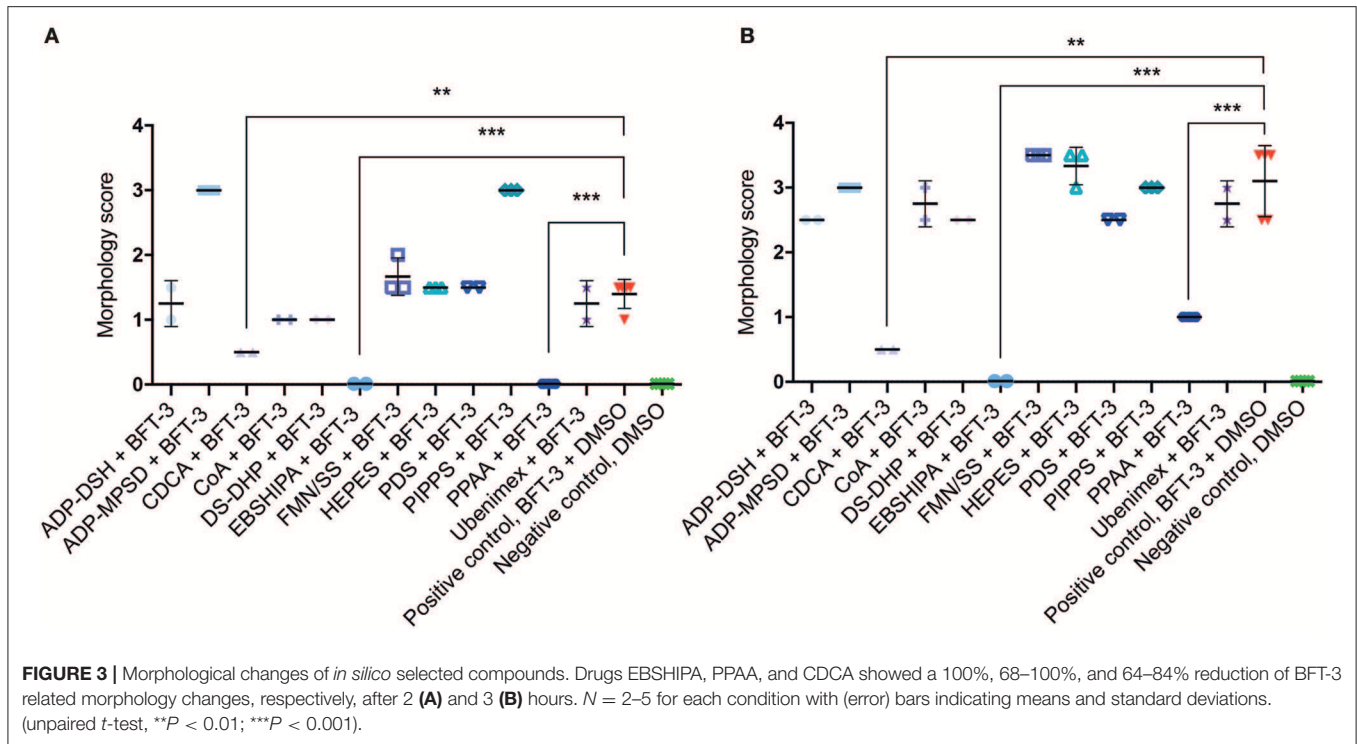 A
**
***
***
Morphology score
4
3
2
1
0
ADP-DSH + BFT-3
ADP-MPSD + BFT-3
CDCA + BFT-3
CoA + BFT-3
DS-DHP + BFT-3
EBSHIPA + BFT-3
FMN/SS + BFT-3
HEPES + BFT-3
PDS + BFT-3
PIPPS + BFT-3
PPAA + BFT-3
Ubenimex + BFT-3
Positive control, BFT-3 + DMSO
Negative control, DMSO
B
**
***
***
Morphology score
4
3
2
1
0
ADP-DSH + BFT-3
ADP-MPSD + BFT-3
CDCA + BFT-3
CoA + BFT-3
DS-DHP + BFT-3
EBSHIPA + BFT-3
FMN/SS + BFT-3
HEPES + BFT-3
PDS + BFT-3
PIPPS + BFT-3
PPAA + BFT-3
Ubenimex + BFT-3
Positive control, BFT-3 + DMSO
Negative control, DMSO
FIGURE 3 | Morphological changes of in silico selected compounds. Drugs EBSHIPA, PPAA, and CDCA showed a 100%, 68–100%, and 64–84% reduction of BFT-3
related morphology changes, respectively, after 2 (A) and 3 (B) hours. N = 2–5 for each condition with (error) bars indicating means and standard deviations.
(unpaired t-test, **P < 0.01; ***P < 0.001).